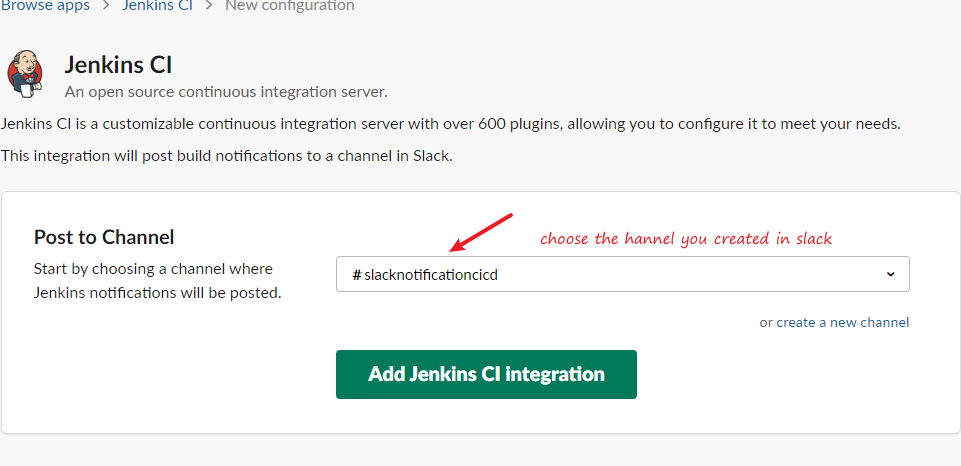 Browse apps > Jenkins CI > New configuration
Jenkins CI
An open source continuous integration server.
Jenkins CI is a customizable continuous integration server with over 600 plugins, allowing you to configure it to meet your needs.
This integration will post build notifications to a channel in Slack.
Post to Channel
choose the hannel you created in slack
Start by choosing a channel where
Jenkins notifications will be posted.
# slacknotificationcicd
or create a new channel
Add Jenkins CI integration